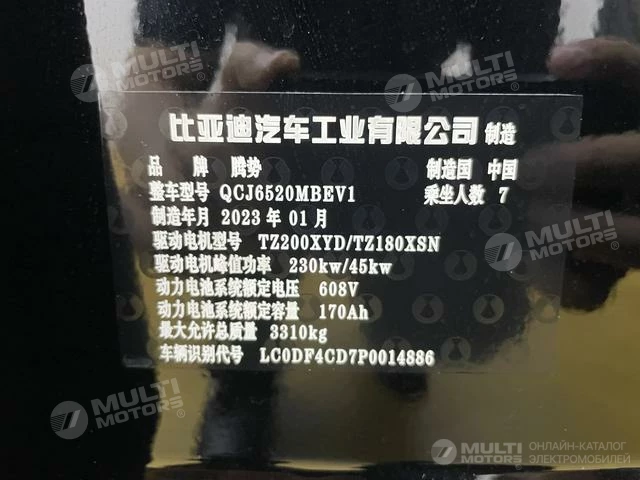 MULTI MOTORS®
MULTI MOTORS®
比亚迪汽车工业有限公司 制造
品 牌 腾势 制造国 中国
整车型号 QCJ6520MBEV1 乘坐人数 7
制造年月 2023 年 01 月
驱动电机型号 TZ200XYD/TZ180XSN
驱动电机峰值功率 230kw/45kw
动力电池系统额定电压 608V
动力电池系统额定容量 170Ah
最大允许总质量 3310kg
车辆识别代号 LC0DF4CD7P0014886
MULTI MOTORS®
MULTI MOTORS®
ОНЛАЙН-КАТАЛОГ
ЭЛЕКТРОМОБИЛЕЙ